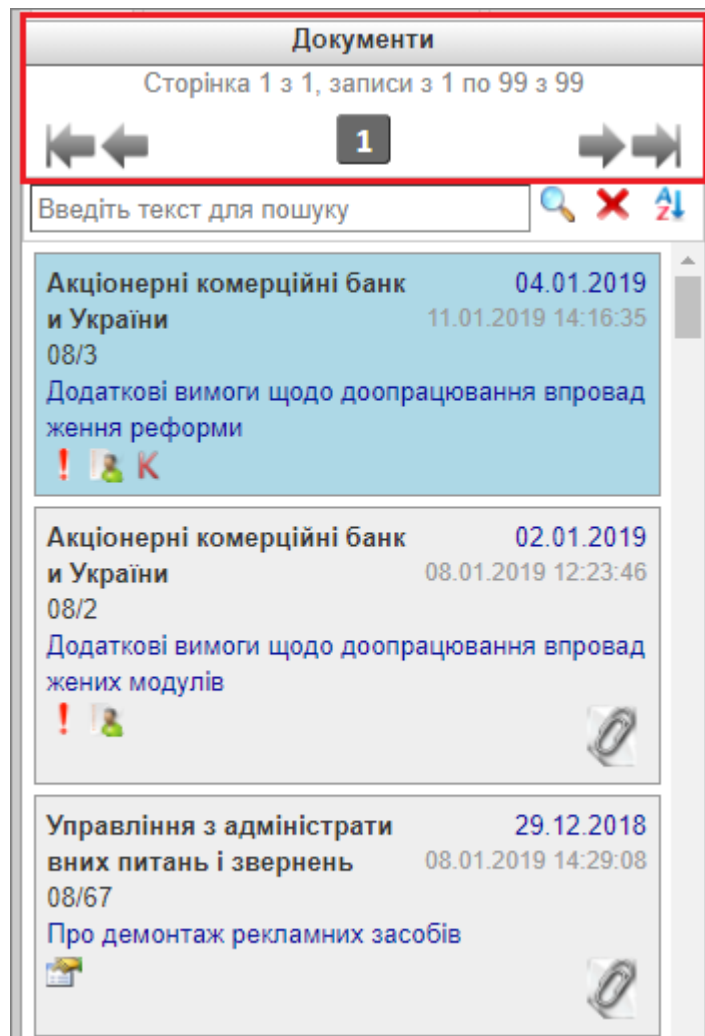 Документи
Сторінка 1 з 1, записи з 1 по 99 з 99
1
Введіть текст для пошуку
Акціонерні комерційні банк 04.01.2019
и України 11.01.2019 14:16:35
08/3
Додаткові вимоги щодо доопрацювання впровад
ження реформи
K
Акціонерні комерційні банк 02.01.2019
и України 08.01.2019 12:23:46
08/2
Додаткові вимоги щодо доопрацювання впровад
жених модулів
Управління з адміністрати 29.12.2018
вних питань і звернень 08.01.2019 14:29:08
08/67
Про демонтаж рекламних засобів